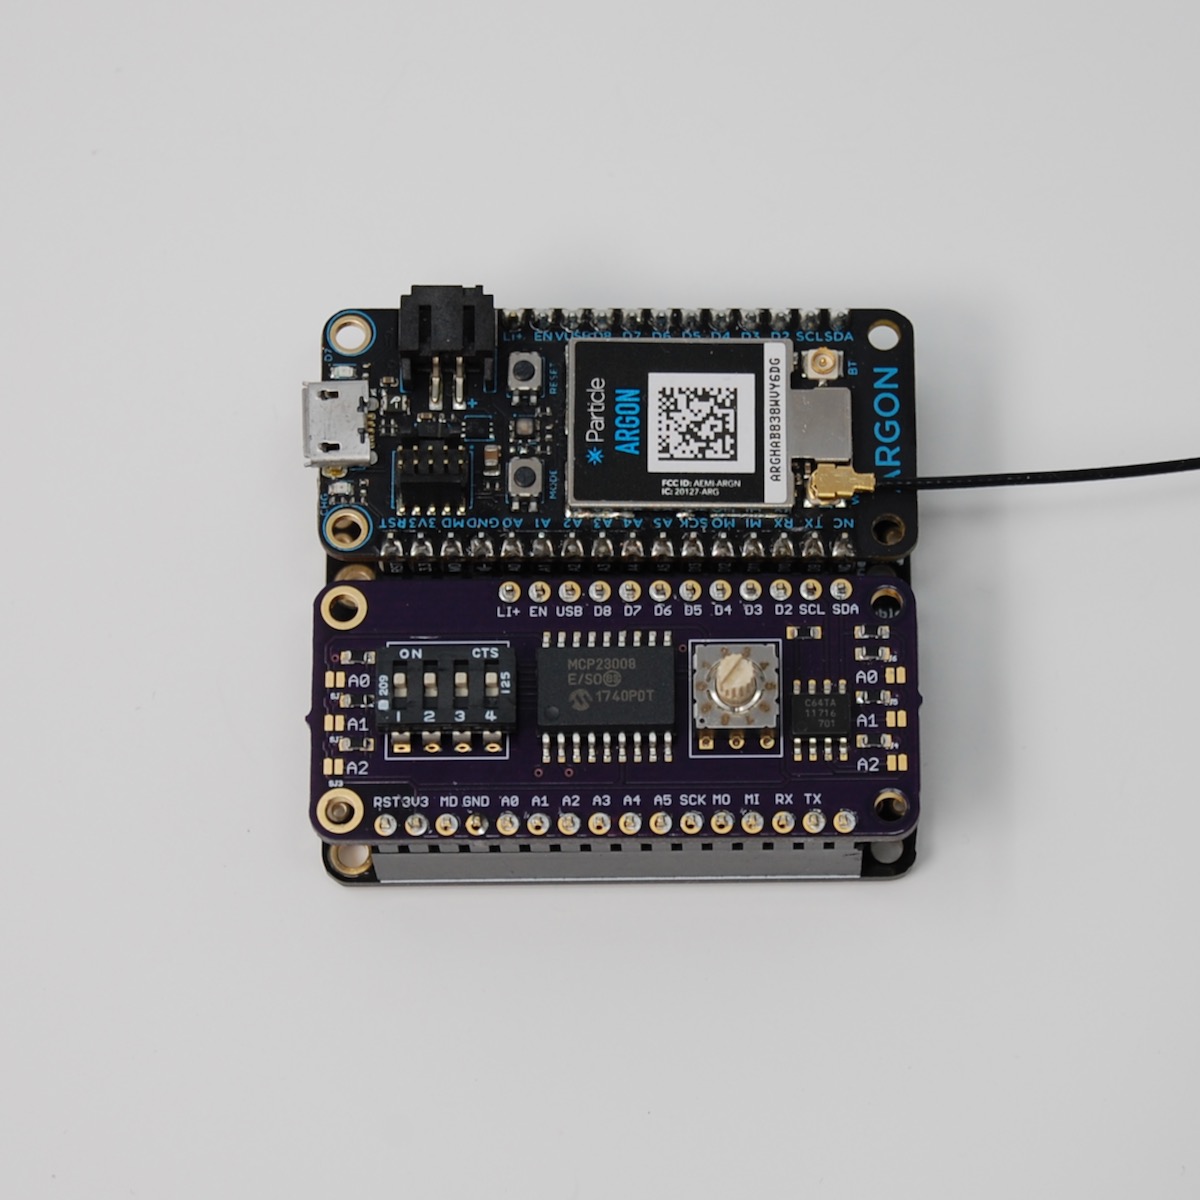 LI+ EN VUSB D8 D7 D6 D5 D4 D3 D2 SCL SDA
D7
RESET
BT
+
Particle
ARGON
ARGHAB838WVY6DG
ARGON
FCC ID: AEMI-ARGN
IC: 20127-ARG
MODE
CHG
RST 3V3 MD GND A0 A1 A2 A3 A4 A5 SCK MO MI RX TX NC
LI+ EN USB D8 D7 D6 D5 D4 D3 D2 SCL SDA
ON CTS
209
125
1 2 3 4
MCP23008
E/SO
1740PDT
C64TA
11716
701
A0
A1
A2
SJ3
A0
A1
A2
RST 3V3 MD GND A0 A1 A2 A3 A4 A5 SCK MO MI RX TX